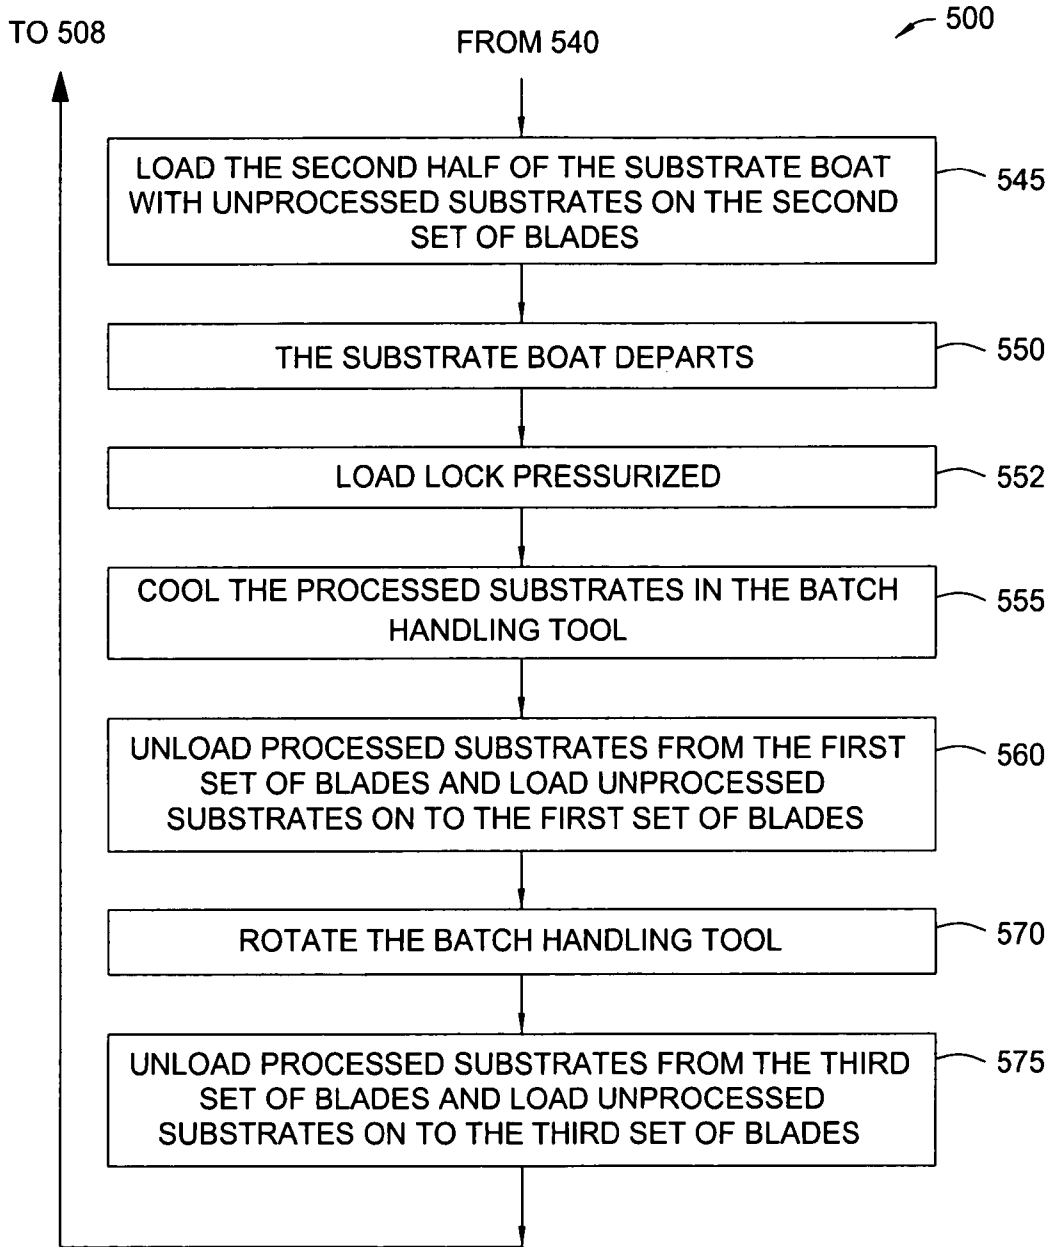 TO 508
FROM 540
500
LOAD THE SECOND HALF OF THE SUBSTRATE BOAT
WITH UNPROCESSED SUBSTRATES ON THE SECOND
SET OF BLADES
545
THE SUBSTRATE BOAT DEPARTS
550
LOAD LOCK PRESSURIZED
552
COOL THE PROCESSED SUBSTRATES IN THE BATCH
HANDLING TOOL
555
UNLOAD PROCESSED SUBSTRATES FROM THE FIRST
SET OF BLADES AND LOAD UNPROCESSED
SUBSTRATES ON TO THE FIRST SET OF BLADES
560
ROTATE THE BATCH HANDLING TOOL
570
UNLOAD PROCESSED SUBSTRATES FROM THE THIRD
SET OF BLADES AND LOAD UNPROCESSED
SUBSTRATES ON TO THE THIRD SET OF BLADES
575